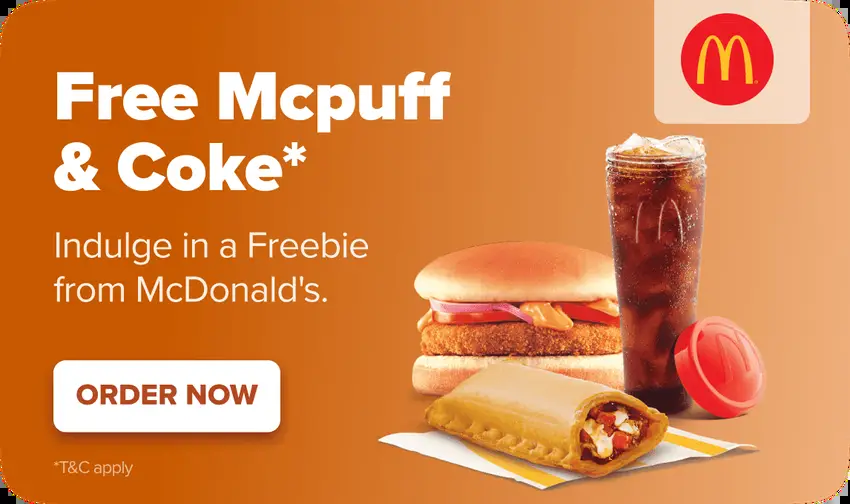 Free Mcpuff
& Coke*
Indulge in a Freebie
from McDonald's.
ORDER NOW
*T&C apply